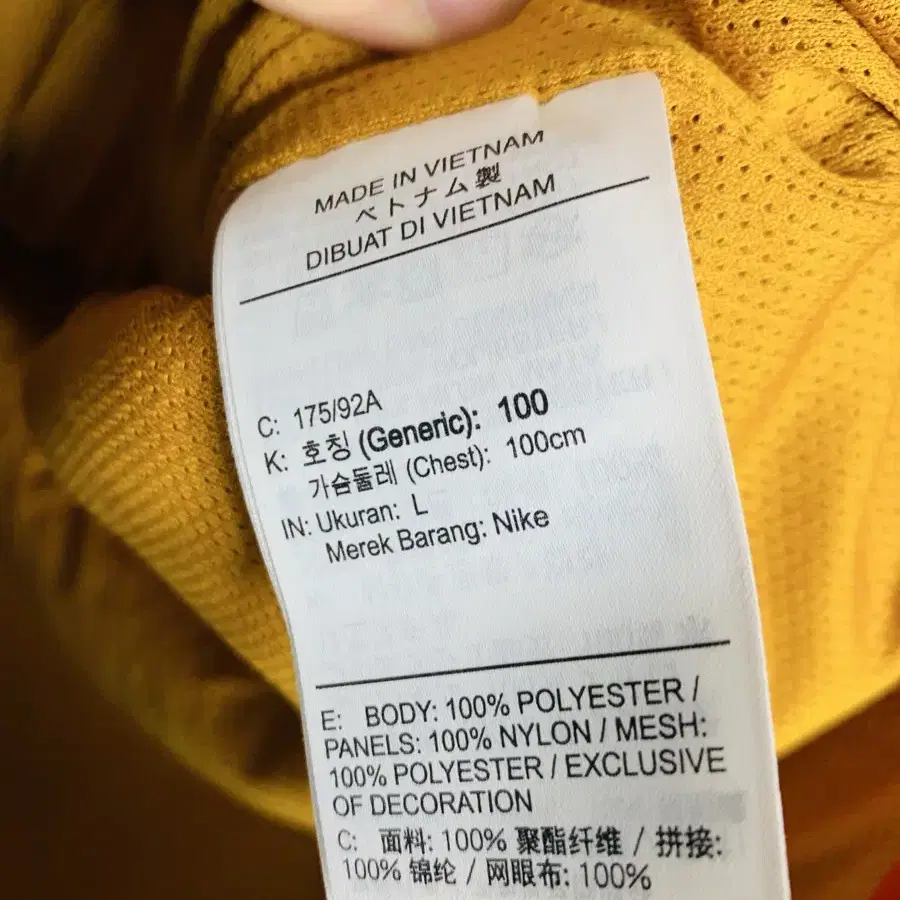 MADE IN VIETNAM
ベトナム製
DIBUAT DI VIETNAM
C: 175/92A
K: 호칭 (Generic): 100
가슴둘레 (Chest): 100cm
IN: Ukuran: L
Merek Barang: Nike
E: BODY: 100% POLYESTER /
PANELS: 100% NYLON / MESH:
100% POLYESTER / EXCLUSIVE
OF DECORATION
C: 面料: 100% 聚酯纤维 / 拼接:
100% 锦纶 / 网眼布: 100%